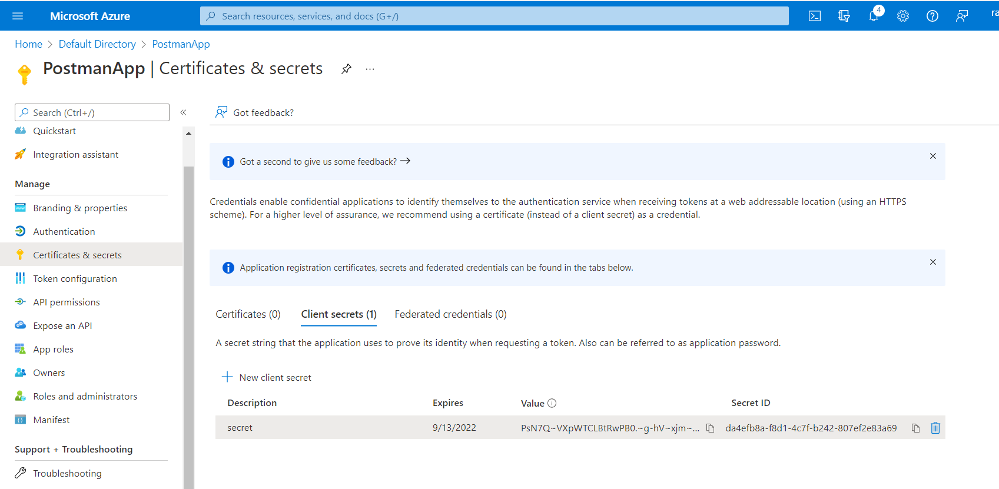 Microsoft Azure
Search resources, services, and docs (G+/)
4
ra
Home > Default Directory > PostmanApp
PostmanApp | Certificates & secrets
...
Search (Ctrl+/)
«
Got feedback?
Quickstart
Integration assistant
Manage
Branding & properties
Authentication
Certificates & secrets
Token configuration
API permissions
Expose an API
App roles
Owners
Roles and administrators
Manifest
Support + Troubleshooting
Troubleshooting
Got a second to give us some feedback? →
Credentials enable confidential applications to identify themselves to the authentication service when receiving tokens at a web addressable location (using an HTTPS
scheme). For a higher level of assurance, we recommend using a certificate (instead of a client secret) as a credential.
Application registration certificates, secrets and federated credentials can be found in the tabs below.
Certificates (0) Client secrets (1) Federated credentials (0)
A secret string that the application uses to prove its identity when requesting a token. Also can be referred to as application password.
New client secret
Description Expires Value Secret ID
secret 9/13/2022 PsN7Q~VXpWTCLBtRwPB0.~g-hV~xjm~... da4efb8a-f8d1-4c7f-b242-807ef2e83a69